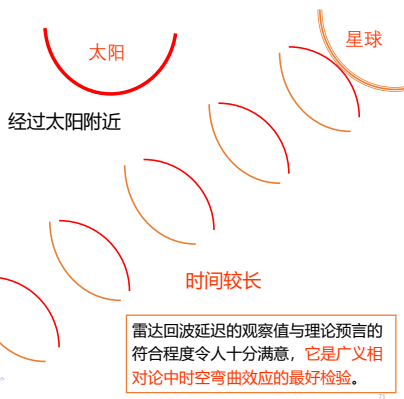 太阳
星球
经过太阳附近
时间较长
雷达回波延迟的观察值与理论预言的
符合程度令人十分满意，它是广义相
对论中时空弯曲效应的最好检验。
21